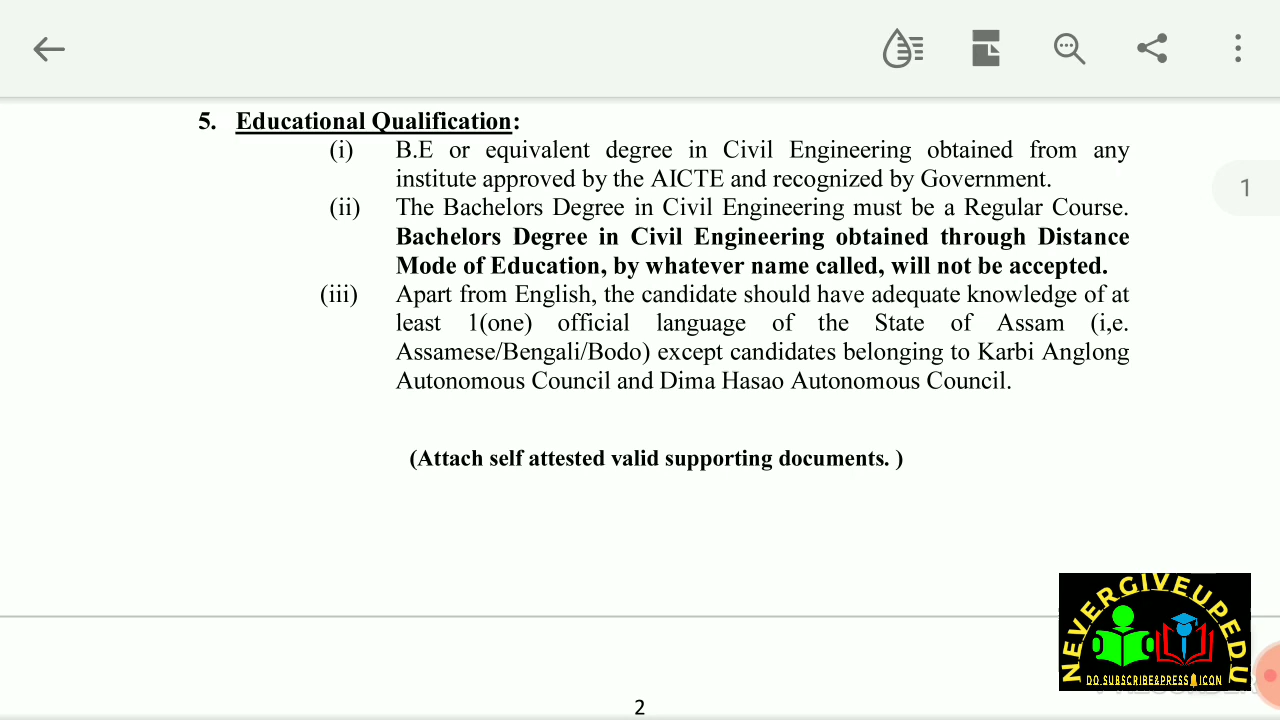 5. Educational Qualification:
(i) B.E or equivalent degree in Civil Engineering obtained from any
institute approved by the AICTE and recognized by Government.
1
(ii) The Bachelors Degree in Civil Engineering must be a Regular Course.
Bachelors Degree in Civil Engineering obtained through Distance
Mode of Education, by whatever name called, will not be accepted.
(iii) Apart from English, the candidate should have adequate knowledge of at
least 1(one) official language of the State of Assam (i,e.
Assamese/Bengali/Bodo) except candidates belonging to Karbi Anglong
Autonomous Council and Dima Hasao Autonomous Council.
(Attach self attested valid supporting documents. )
NEVERGIVEUPEDU
DO.SUBSCRIBE&PRESS ICON
2